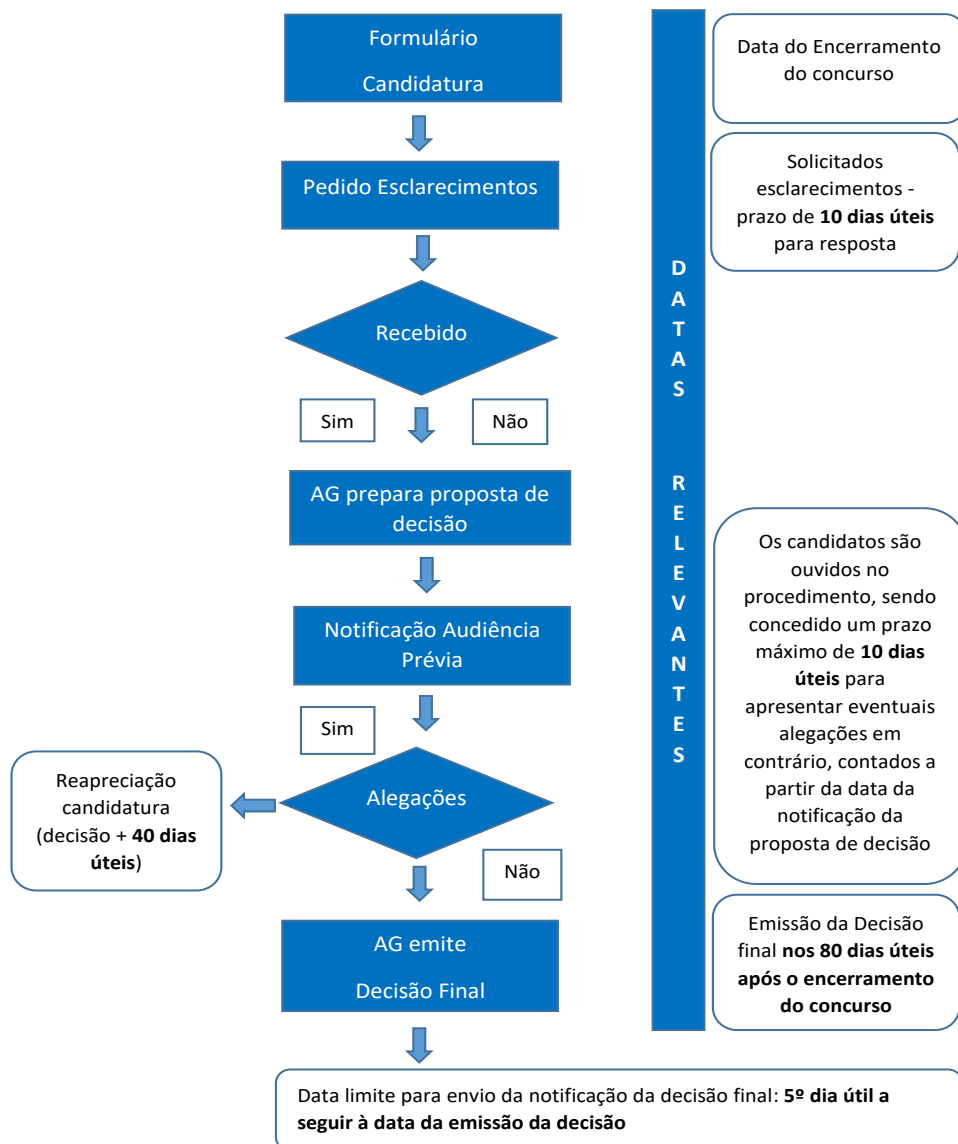 Formulário
Candidatura
Data do Encerramento
do concurso
Pedido Esclarecimentos
Solicitados
esclarecimentos -
prazo de 10 dias úteis
para resposta
Recebido
Sim
Não
AG prepara proposta de
decisão
Notificação Audiência
Prévia
Sim
Alegações
Reapreciação
candidatura
(decisão + 40 dias
úteis)
Não
AG emite
Decisão Final
D
A
T
A
S
R
E
L
E
V
A
N
T
E
S
Os candidatos são
ouvidos no
procedimento, sendo
concedido um prazo
máximo de 10 dias
úteis para
apresentar eventuais
alegações em
contrário, contados a
partir da data da
notificação da
proposta de decisão
Emissão da Decisão
final nos 80 dias úteis
após o encerramento
do concurso
Data limite para envio da notificação da decisão final: 5º dia útil a
seguir à data da emissão da decisão